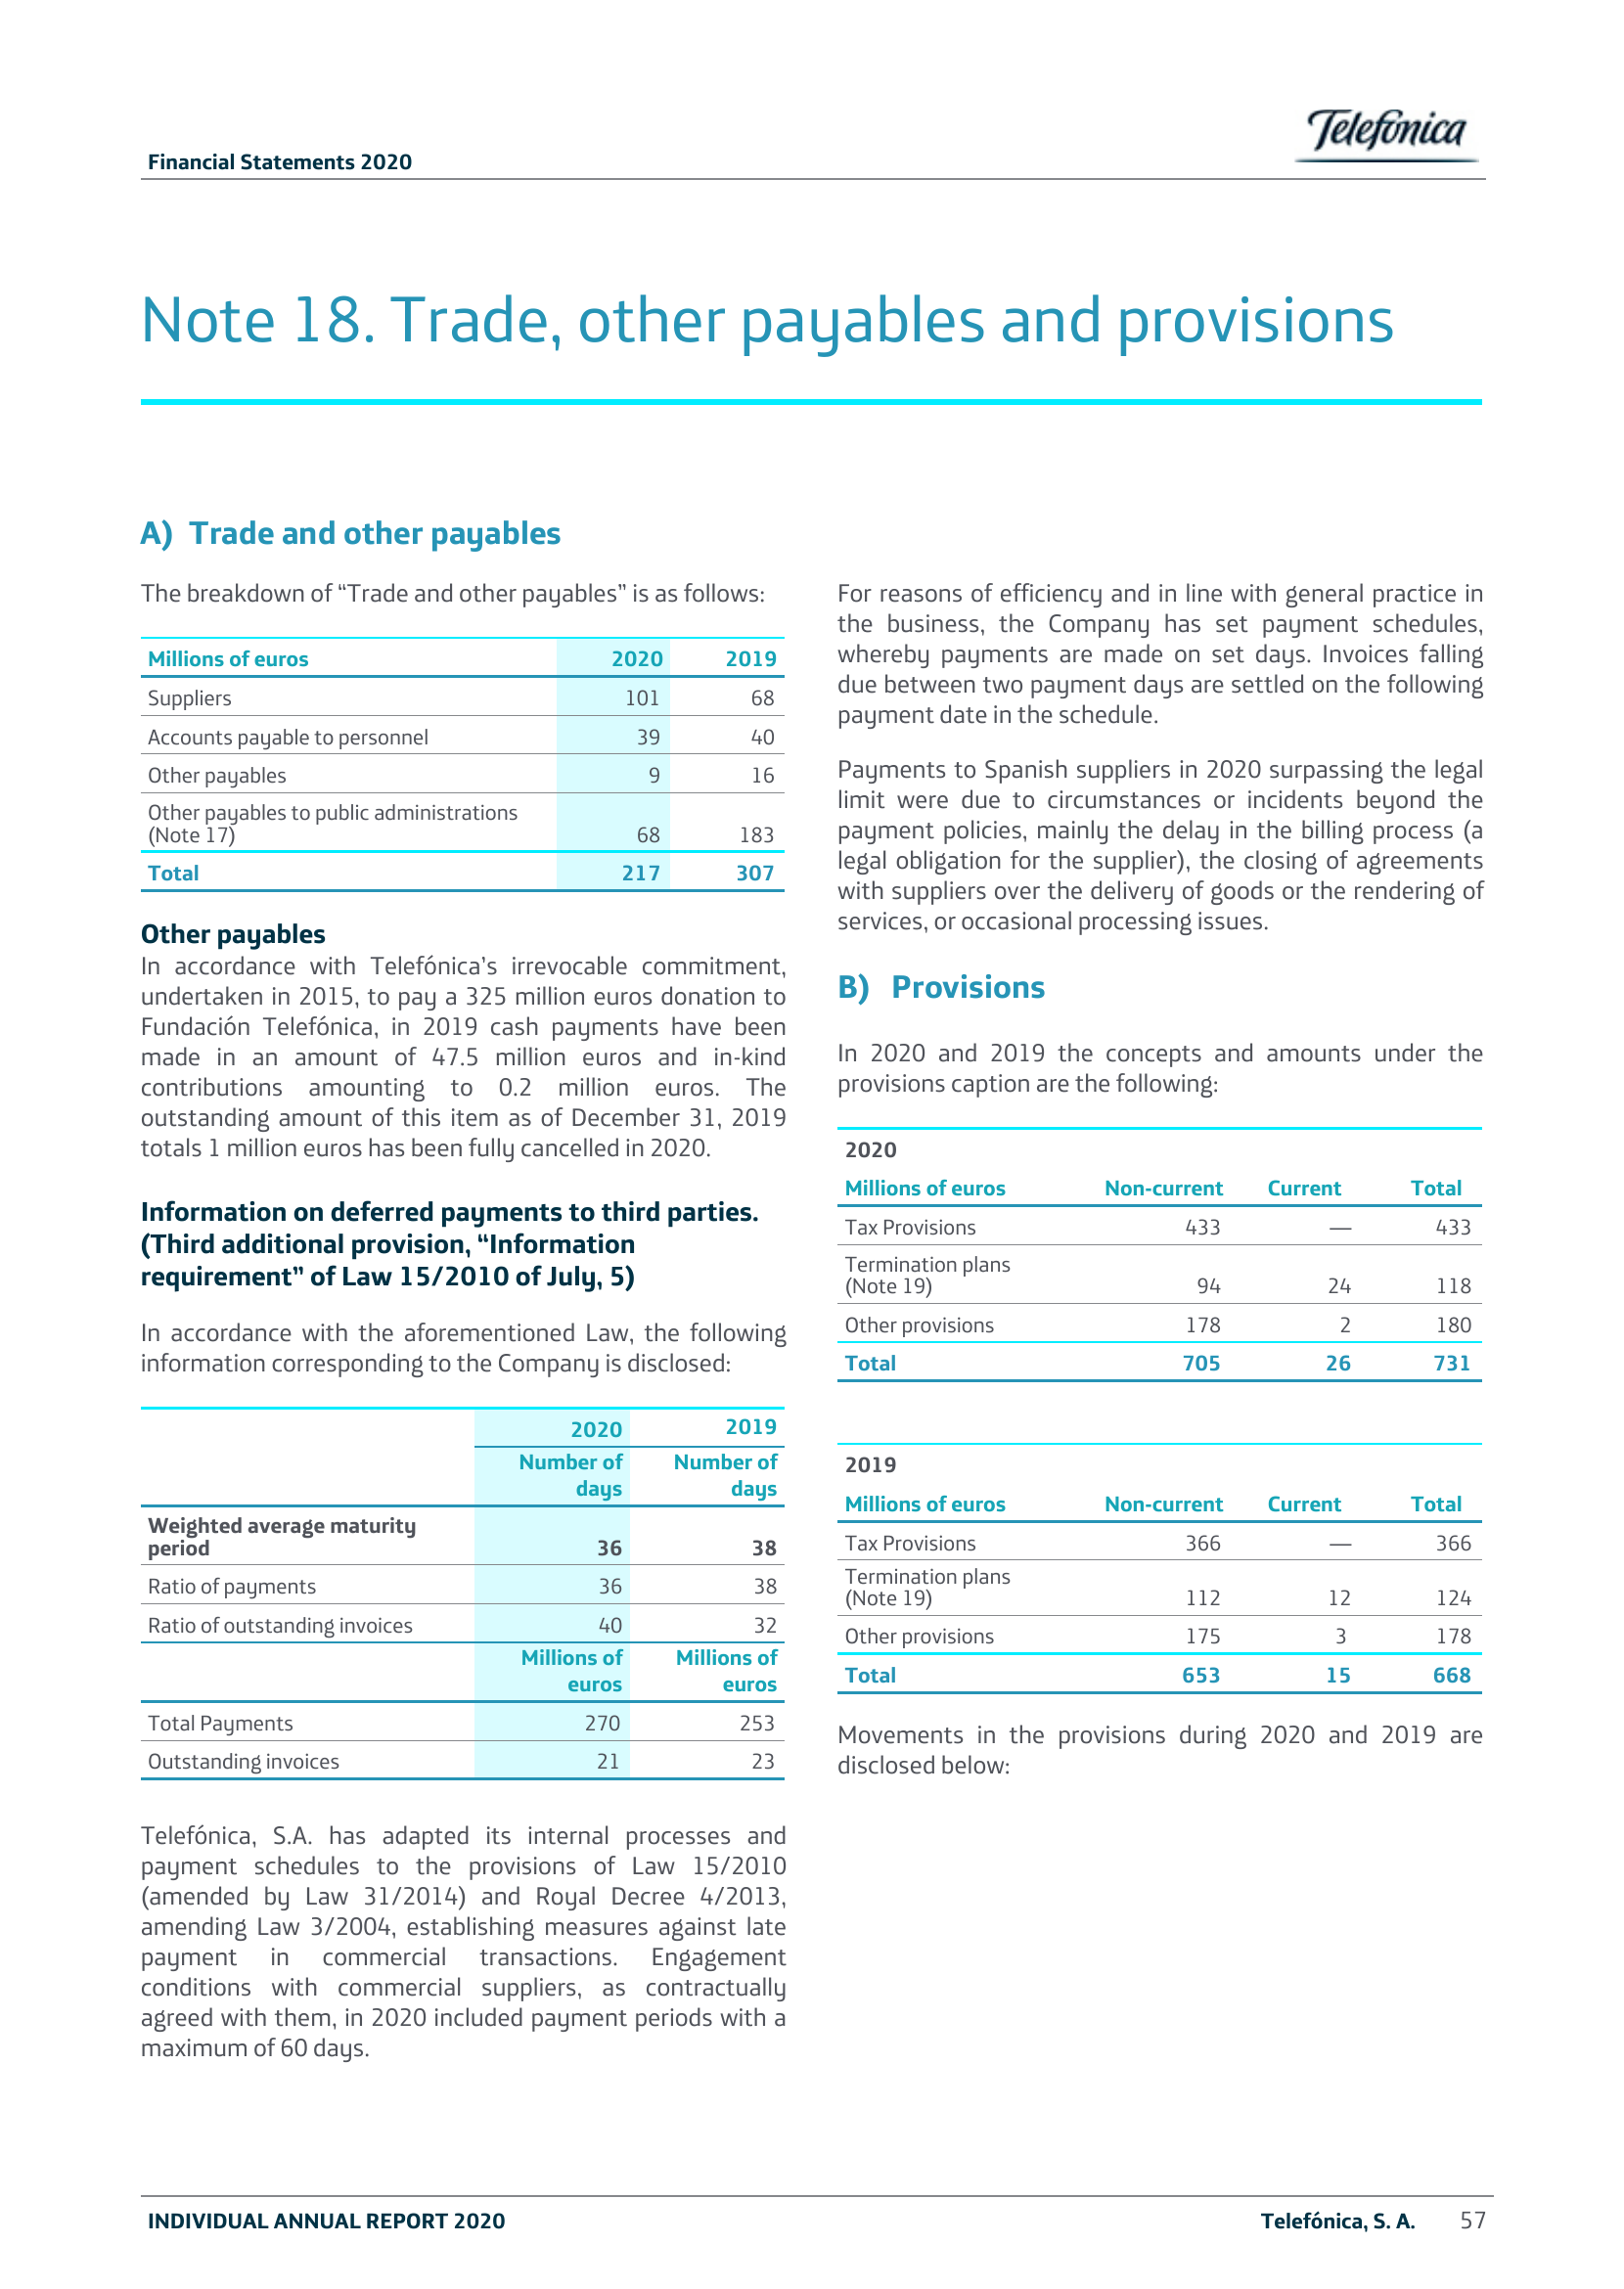 Telefónica
Financial Statements 2020
Note 18. Trade, other payables and provisions
A) Trade and other payables
The breakdown of “Trade and other payables” is as follows:
Millions of euros 2020 2019
Suppliers 101 68
Accounts payable to personnel 39 40
Other payables 9 16
Other payables to public administrations
(Note 17) 68 183
Total 217 307
Other payables
In accordance with Telefónica’s irrevocable commitment,
undertaken in 2015, to pay a 325 million euros donation to
Fundación Telefónica, in 2019 cash payments have been
made in an amount of 47.5 million euros and in-kind
contributions amounting to 0.2 million euros. The
outstanding amount of this item as of December 31, 2019
totals 1 million euros has been fully cancelled in 2020.
Information on deferred payments to third parties.
(Third additional provision, “Information
requirement” of Law 15/2010 of July, 5)
In accordance with the aforementioned Law, the following
information corresponding to the Company is disclosed:
2020 2019
Number of Number of
days days
Weighted average maturity
period 36 38
Ratio of payments 36 38
Ratio of outstanding invoices 40 32
Millions of Millions of
euros euros
Total Payments 270 253
Outstanding invoices 21 23
Telefónica, S.A. has adapted its internal processes and
payment schedules to the provisions of Law 15/2010
(amended by Law 31/2014) and Royal Decree 4/2013,
amending Law 3/2004, establishing measures against late
payment in commercial transactions. Engagement
conditions with commercial suppliers, as contractually
agreed with them, in 2020 included payment periods with a
maximum of 60 days.
For reasons of efficiency and in line with general practice in
the business, the Company has set payment schedules,
whereby payments are made on set days. Invoices falling
due between two payment days are settled on the following
payment date in the schedule.
Payments to Spanish suppliers in 2020 surpassing the legal
limit were due to circumstances or incidents beyond the
payment policies, mainly the delay in the billing process (a
legal obligation for the supplier), the closing of agreements
with suppliers over the delivery of goods or the rendering of
services, or occasional processing issues.
B) Provisions
In 2020 and 2019 the concepts and amounts under the
provisions caption are the following:
2020
Millions of euros Non-current Current Total
Tax Provisions 433 — 433
Termination plans
(Note 19) 94 24 118
Other provisions 178 2 180
Total 705 26 731
2019
Millions of euros Non-current Current Total
Tax Provisions 366 — 366
Termination plans
(Note 19) 112 12 124
Other provisions 175 3 178
Total 653 15 668
Movements in the provisions during 2020 and 2019 are
disclosed below:
INDIVIDUAL ANNUAL REPORT 2020 Telefónica, S. A. 57